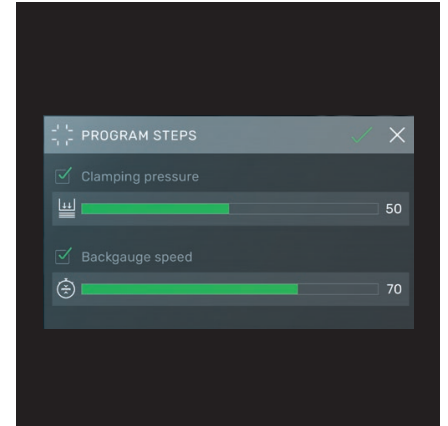 PROGRAM STEPS
Clamping pressure
50
Backgauge speed
70